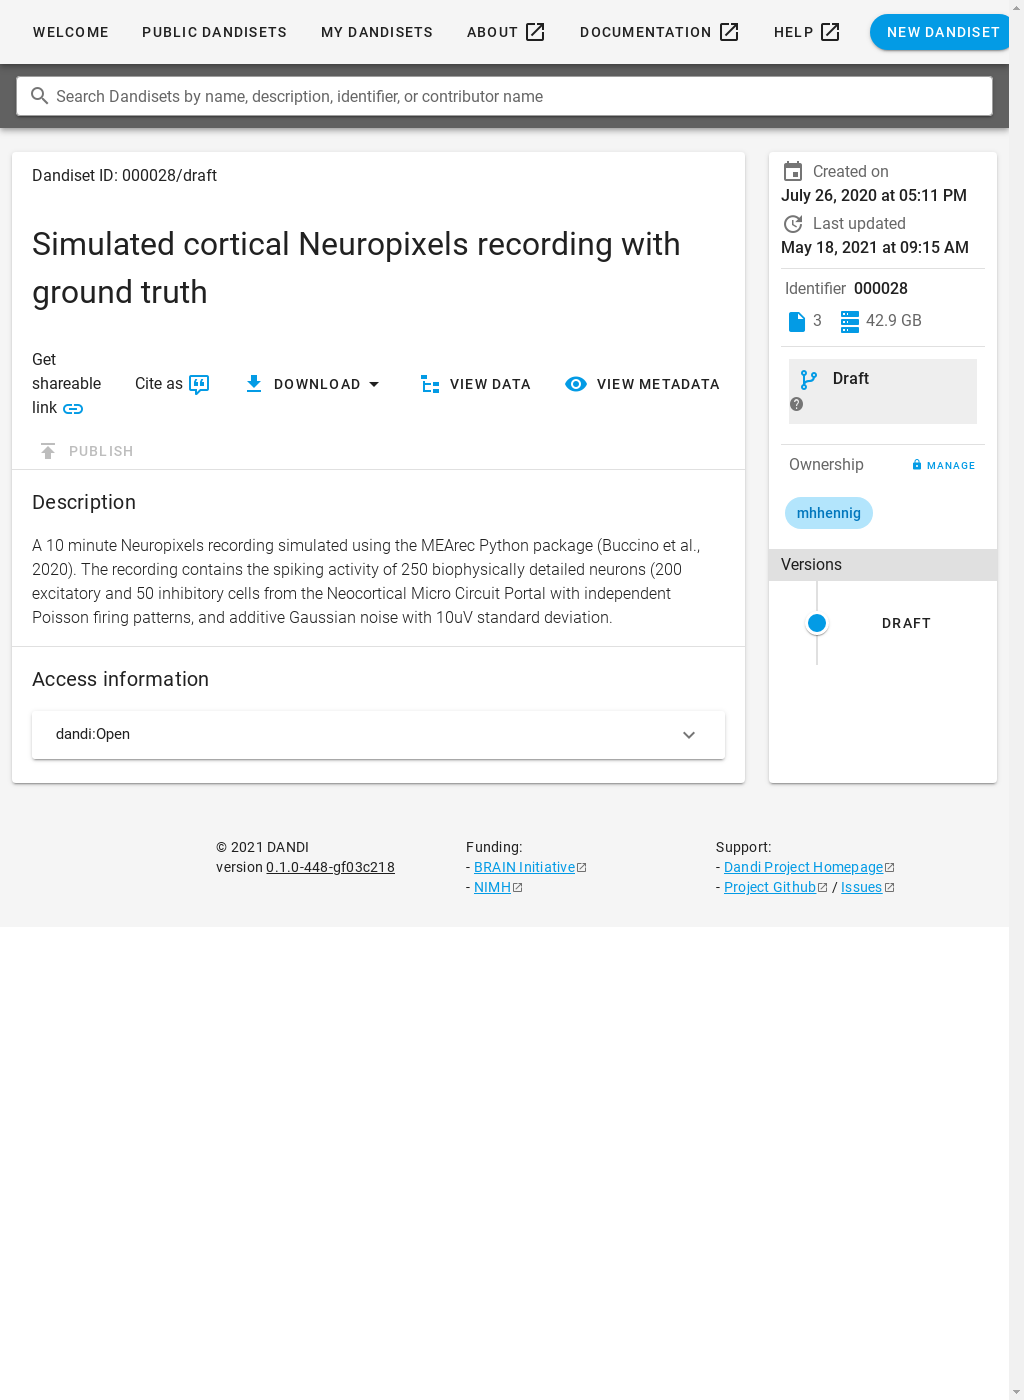 WELCOME PUBLIC DANDISETS MY DANDISETS ABOUT DOCUMENTATION HELP NEW DANDISET
Search Dandisets by name, description, identifier, or contributor name
Dandiset ID: 000028/draft
Simulated cortical Neuropixels recording with
ground truth
Get
shareable
link
Cite as
DOWNLOAD
VIEW DATA
VIEW METADATA
PUBLISH
Description
A 10 minute Neuropixels recording simulated using the MEArec Python package (Buccino et al.,
2020). The recording contains the spiking activity of 250 biophysically detailed neurons (200
excitatory and 50 inhibitory cells from the Neocortical Micro Circuit Portal with independent
Poisson firing patterns, and additive Gaussian noise with 10uV standard deviation.
Access information
dandi:Open
Created on
July 26, 2020 at 05:11 PM
Last updated
May 18, 2021 at 09:15 AM
Identifier 000028
3 42.9 GB
Draft
Ownership MANAGE
mhhennig
Versions
DRAFT
© 2021 DANDI
version 0.1.0-448-gf03c218
Funding:
- BRAIN Initiative
- NIMH
Support:
- Dandi Project Homepage
- Project Github / Issues